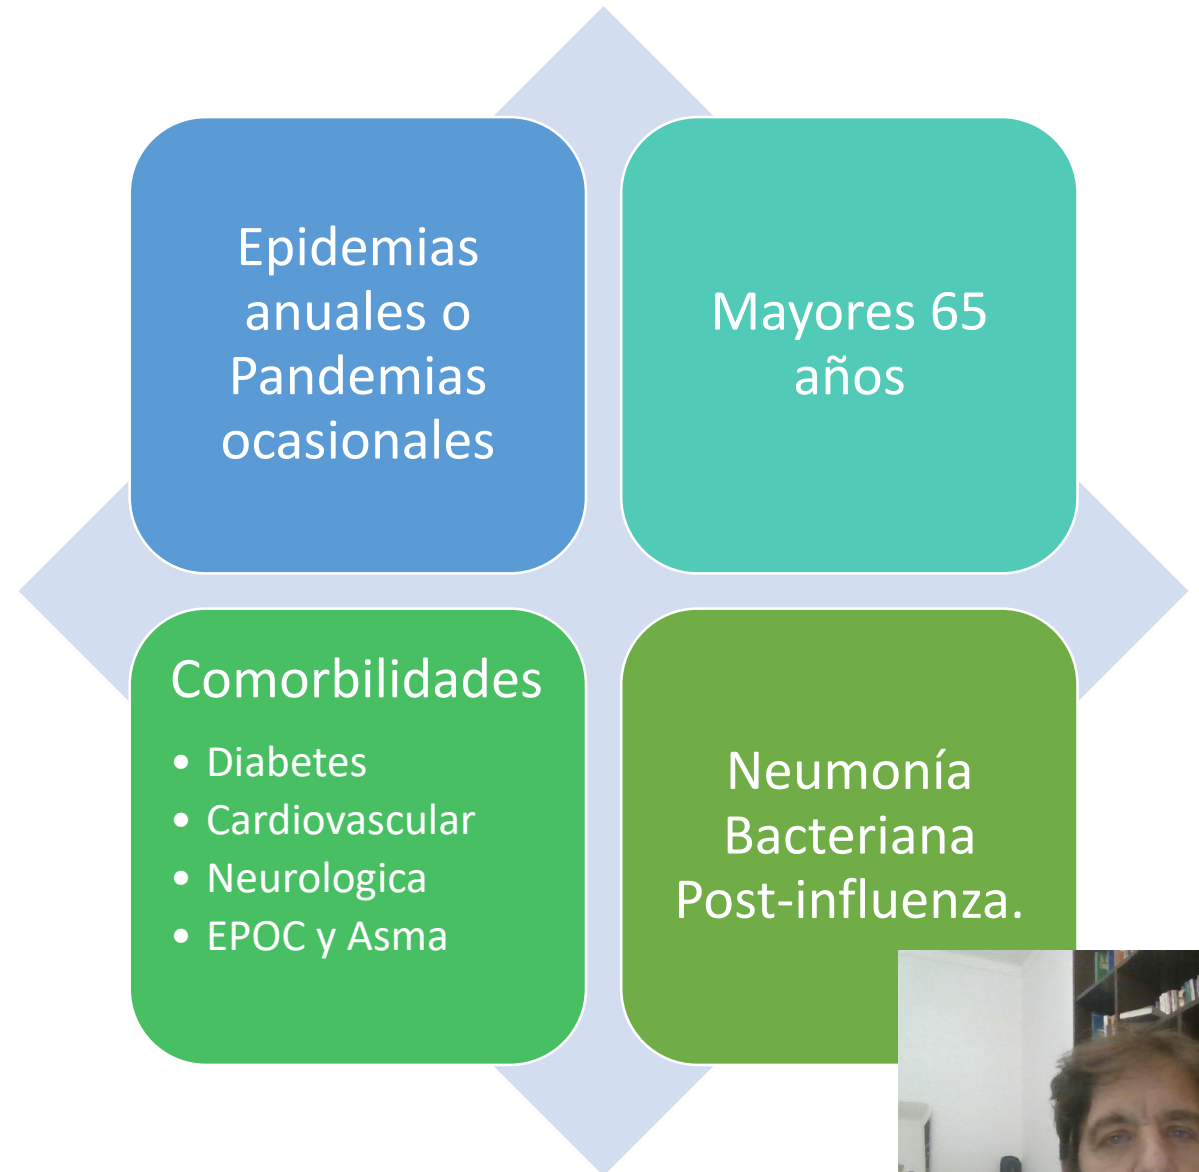 Epidemias
anuales o
Pandemias
ocasionales
Mayores 65
años
Comorbilidades
• Diabetes
• Cardiovascular
• Neurologica
• EPOC y Asma
Neumonía
Bacteriana
Post-influenza.